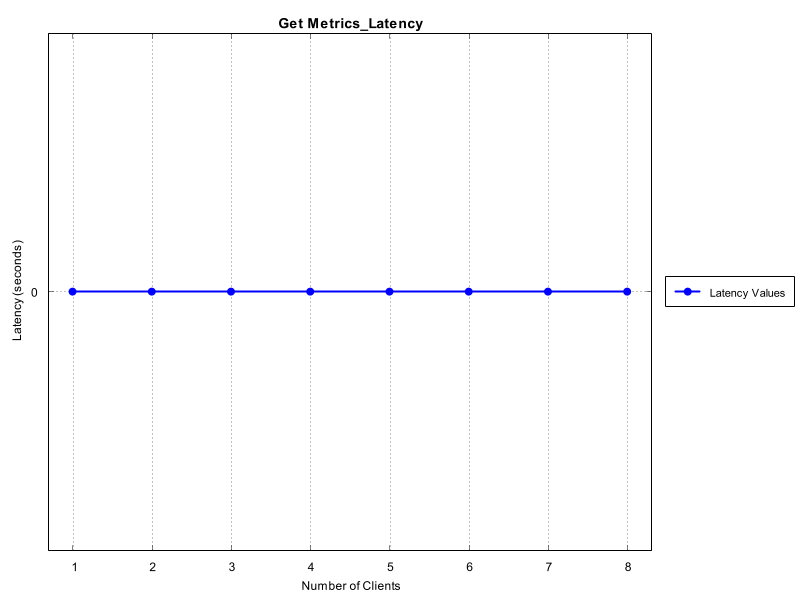 Get Metrics_Latency
Latency (seconds)
0
Latency Values
1 2 3 4 5 6 7 8
Number of Clients